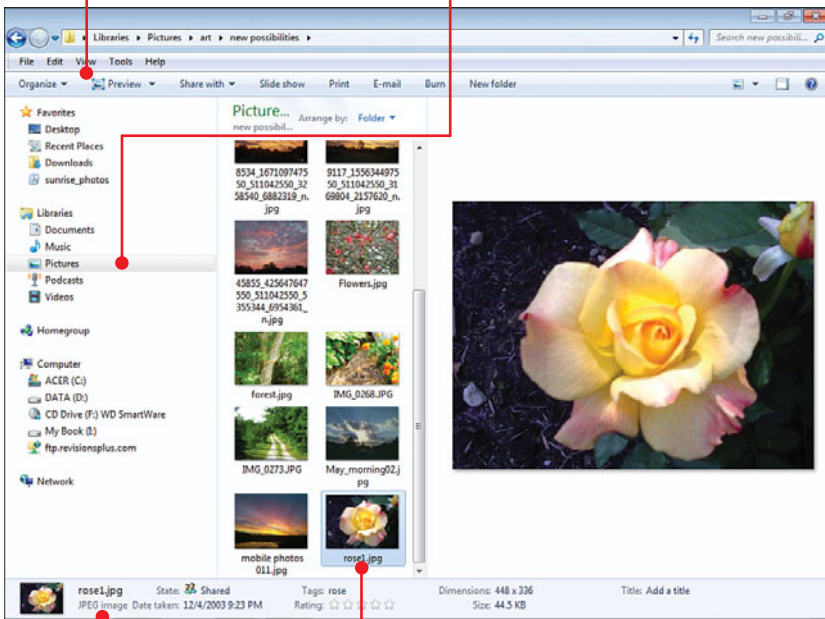 Libraries ▸ Pictures ▸ art ▸ new possibilities ▸
Search new possibili...
File Edit View Tools Help
Organize Preview Share with Slide show Print E-mail Burn New folder
Favorites
Desktop
Recent Places
Downloads
sunrise_photos
Libraries
Documents
Music
Pictures
Podcasts
Videos
Homegroup
Computer
ACER (C:)
DATA (D:)
CD Drive (F:) WD SmartWare
My Book (I:)
ftp.revisionsplus.com
Network
Picture...
new possibil...
Arrange by: Folder
8534_1671097475
50_511042550_32
58540_6882319_n.
jpg
9117_1556344975
50_511042550_31
69804_2157620_n.
jpg
45855_425647647
550_511042550_5
355344_6954361_
n.jpg
Flowers.jpg
forest.jpg
IMG_0268.JPG
IMG_0273.JPG
May_morning02.j
pg
mobile photos
011.jpg
rose1.jpg
rose1.jpg State: Shared Tags: rose Dimensions: 448 x 336 Title: Add a title
JPEG image Date taken: 12/4/2003 9:23 PM Rating: Size: 44.5 KB